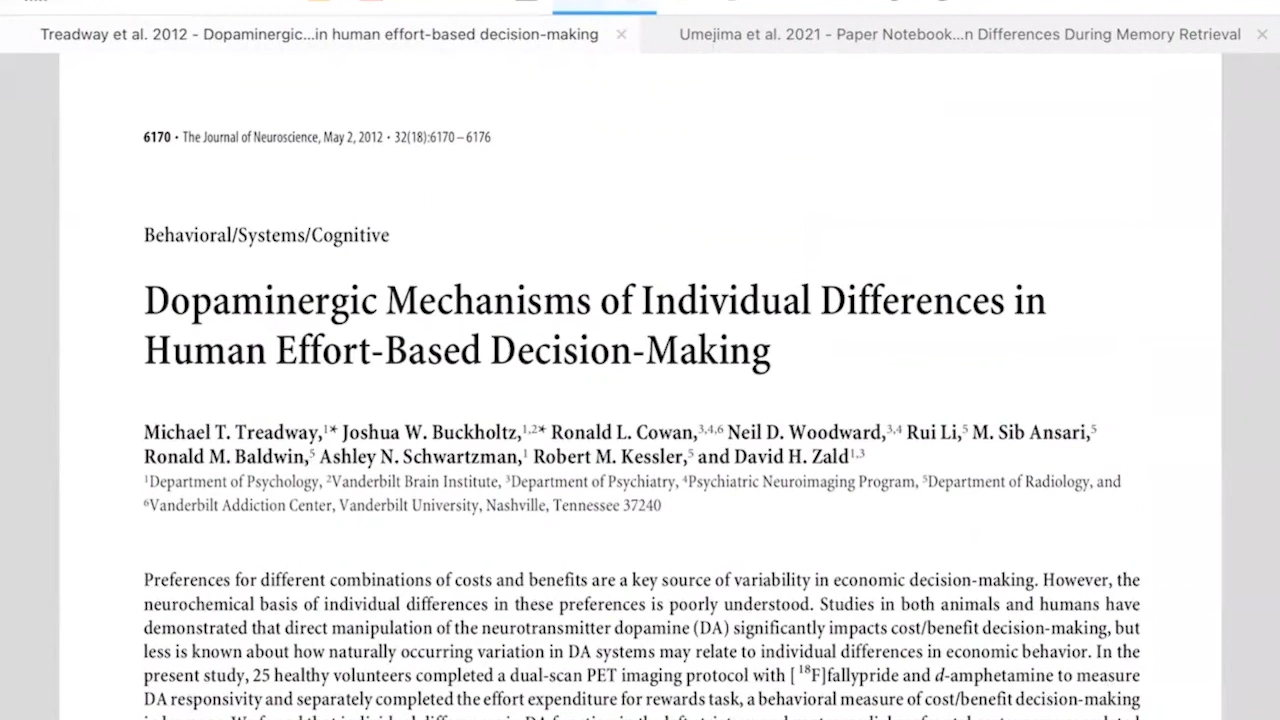 Treadway et al. 2012 - Dopaminergic...in human effort-based decision-making
Umejima et al. 2021 - Paper Notebook...n Differences During Memory Retrieval
6170 • The Journal of Neuroscience, May 2, 2012 • 32(18):6170–6176
Behavioral/Systems/Cognitive
Dopaminergic Mechanisms of Individual Differences in
Human Effort-Based Decision-Making
Michael T. Treadway,¹* Joshua W. Buckholtz,¹,²* Ronald L. Cowan,³,⁴,⁶ Neil D. Woodward,³,⁴ Rui Li,⁵ M. Sib Ansari,⁵
Ronald M. Baldwin,⁵ Ashley N. Schwartzman,¹ Robert M. Kessler,⁵ and David H. Zald¹,³
¹Department of Psychology, ²Vanderbilt Brain Institute, ³Department of Psychiatry, ⁴Psychiatric Neuroimaging Program, ⁵Department of Radiology, and
⁶Vanderbilt Addiction Center, Vanderbilt University, Nashville, Tennessee 37240
Preferences for different combinations of costs and benefits are a key source of variability in economic decision-making. However, the
neurochemical basis of individual differences in these preferences is poorly understood. Studies in both animals and humans have
demonstrated that direct manipulation of the neurotransmitter dopamine (DA) significantly impacts cost/benefit decision-making, but
less is known about how naturally occurring variation in DA systems may relate to individual differences in economic behavior. In the
present study, 25 healthy volunteers completed a dual-scan PET imaging protocol with [¹⁸F]fallypride and d-amphetamine to measure
DA responsivity and separately completed the effort expenditure for rewards task, a behavioral measure of cost/benefit decision-making